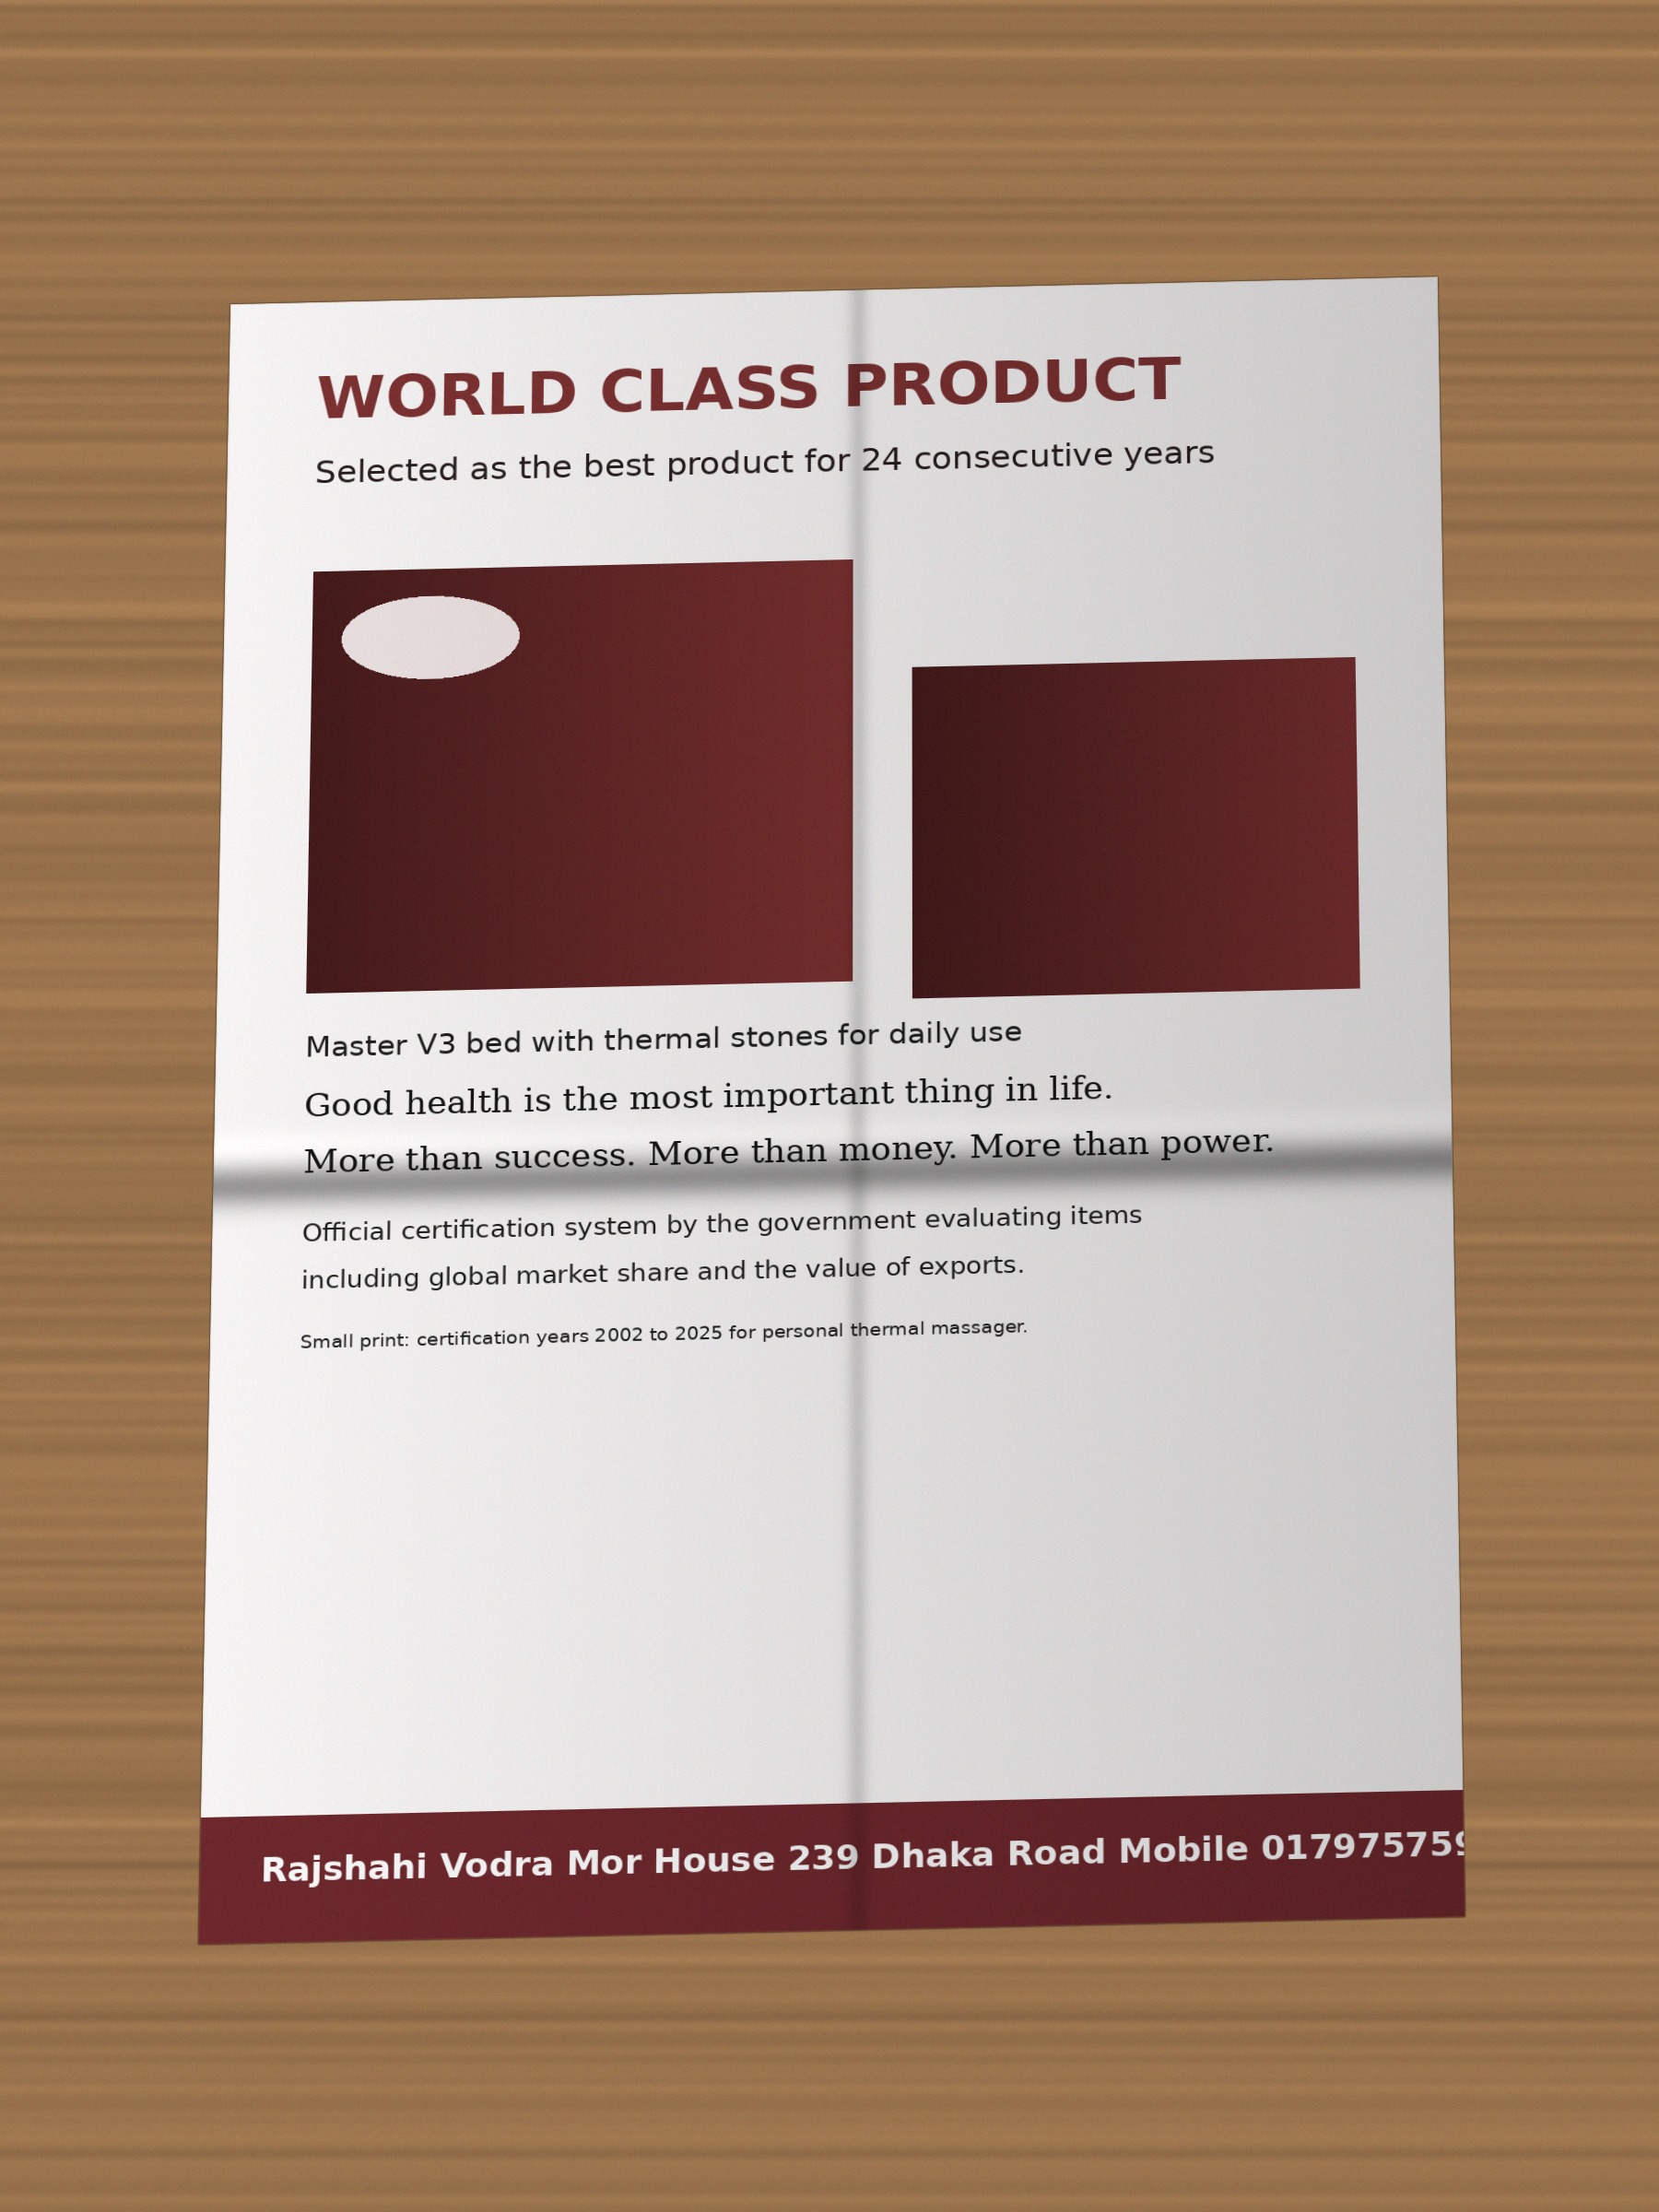 WORLD CLASS PRODUCT
Selected as the best product for 24 consecutive years
Master V3 bed with thermal stones for daily use
Good health is the most important thing in life.
More than success. More than money. More than power.
Official certification system by the government evaluating items
including global market share and the value of exports.
Small print: certification years 2002 to 2025 for personal thermal massager.
Rajshahi Vodra Mor House 239 Dhaka Road Mobile